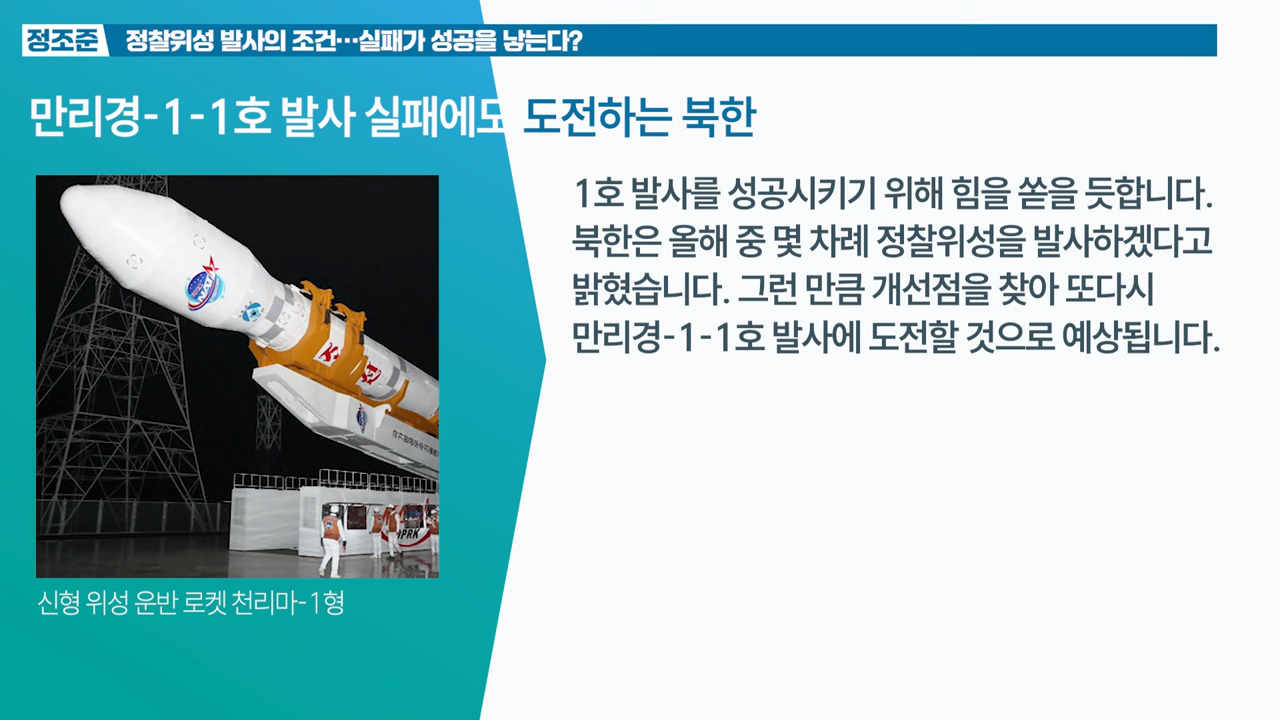 정조준
정찰위성 발사의 조건…실패가 성공을 낳는다?
만리경-1-1호 발사 실패에도 도전하는 북한
1호 발사를 성공시키기 위해 힘을 쏟을 듯합니다.
북한은 올해 중 몇 차례 정찰위성을 발사하겠다고
밝혔습니다. 그런 만큼 개선점을 찾아 또다시
만리경-1-1호 발사에 도전할 것으로 예상됩니다.
신형 위성 운반 로켓 천리마-1형